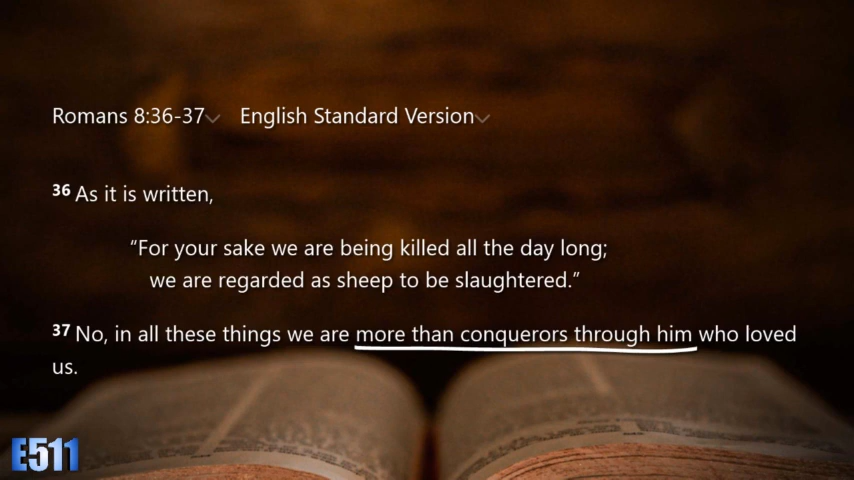 Romans 8:36-37 English Standard Version
36 As it is written,
“For your sake we are being killed all the day long;
we are regarded as sheep to be slaughtered.”
37 No, in all these things we are more than conquerors through him who loved
us.
E511